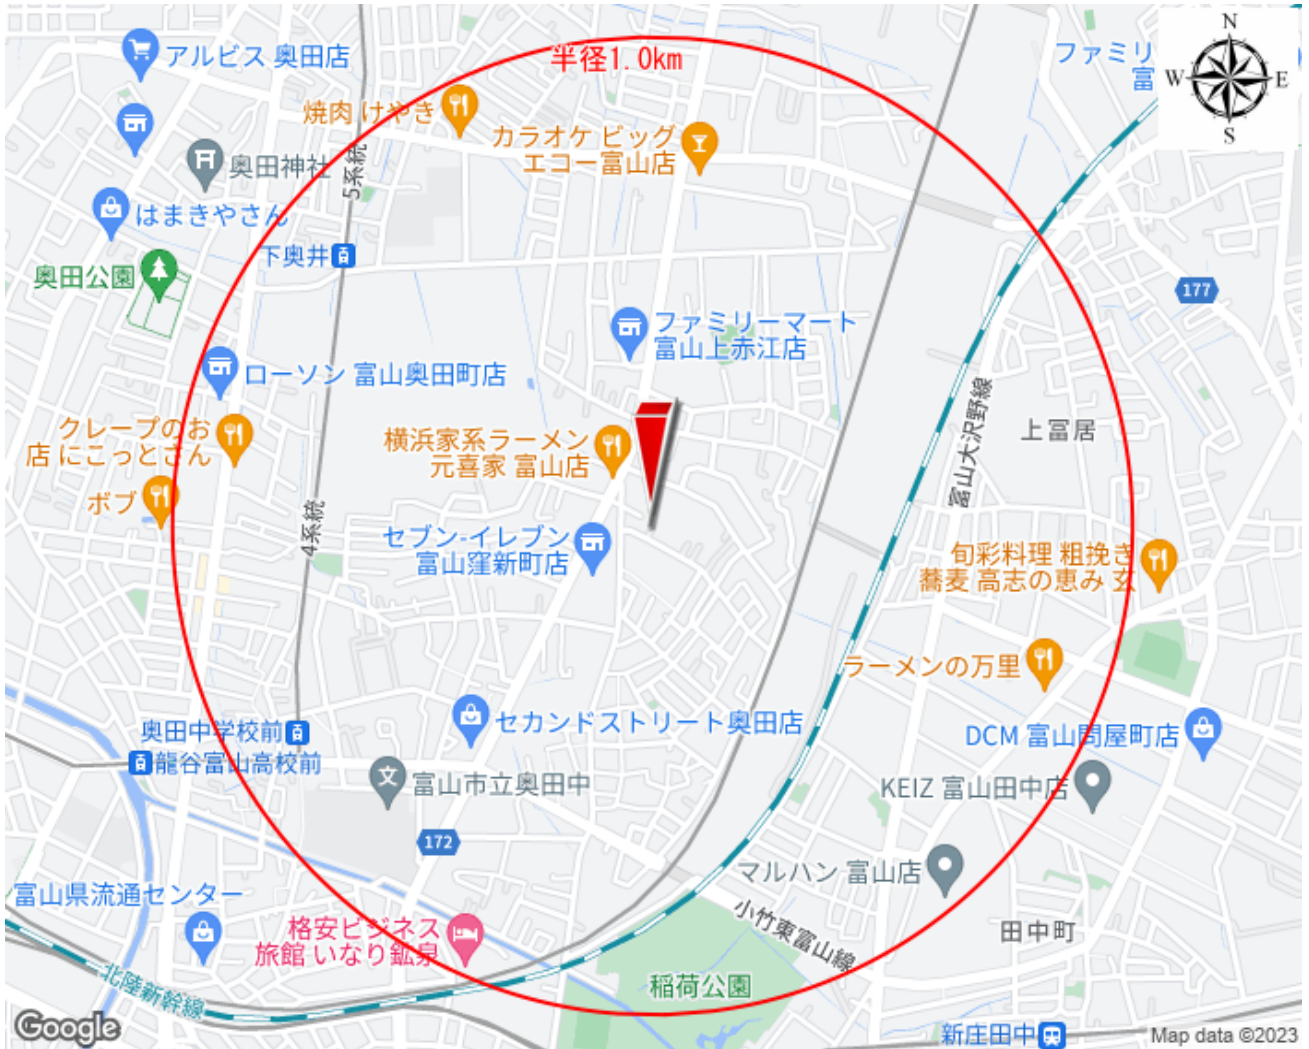 N
W E
S
半径1.0km
アルビス 奥田店
ファミリ
富
焼肉 けやき
カラオケ ビッグ
エコー富山店
奥田神社
5系統
はまきやさん
下奥井
奥田公園
177
ファミリーマート
富山上赤江店
ローソン 富山奥田町店
富山大沢野線
上冨居
クレープのお
店 にこっとさん
横浜家系ラーメン
元喜家 富山店
ボブ
4系統
セブン-イレブン
富山窪新町店
旬彩料理 粗挽き
蕎麦 高志の恵み 玄
ラーメンの万里
奥田中学校前
セカンドストリート奥田店
DCM 富山問屋町店
龍谷富山高校前
富山市立奥田中
KEIZ 富山田中店
172
マルハン 富山店
富山県流通センター
格安ビジネス
旅館 いなり鉱泉
小竹東富山線
田中町
北陸新幹線
稲荷公園
新庄田中
Google
Map data ©2023